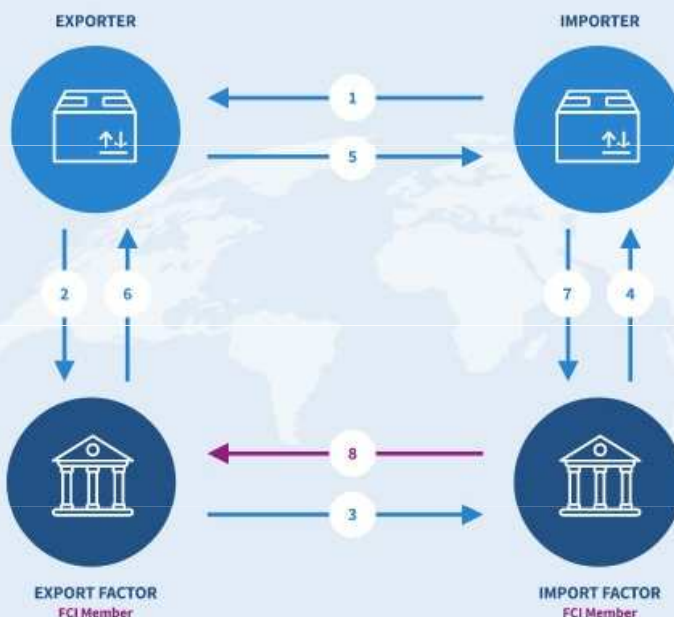 EXPORTER
IMPORTER
1
5
2
6
7
4
8
3
EXPORT FACTOR
FCI Member
IMPORT FACTOR
FCI Member